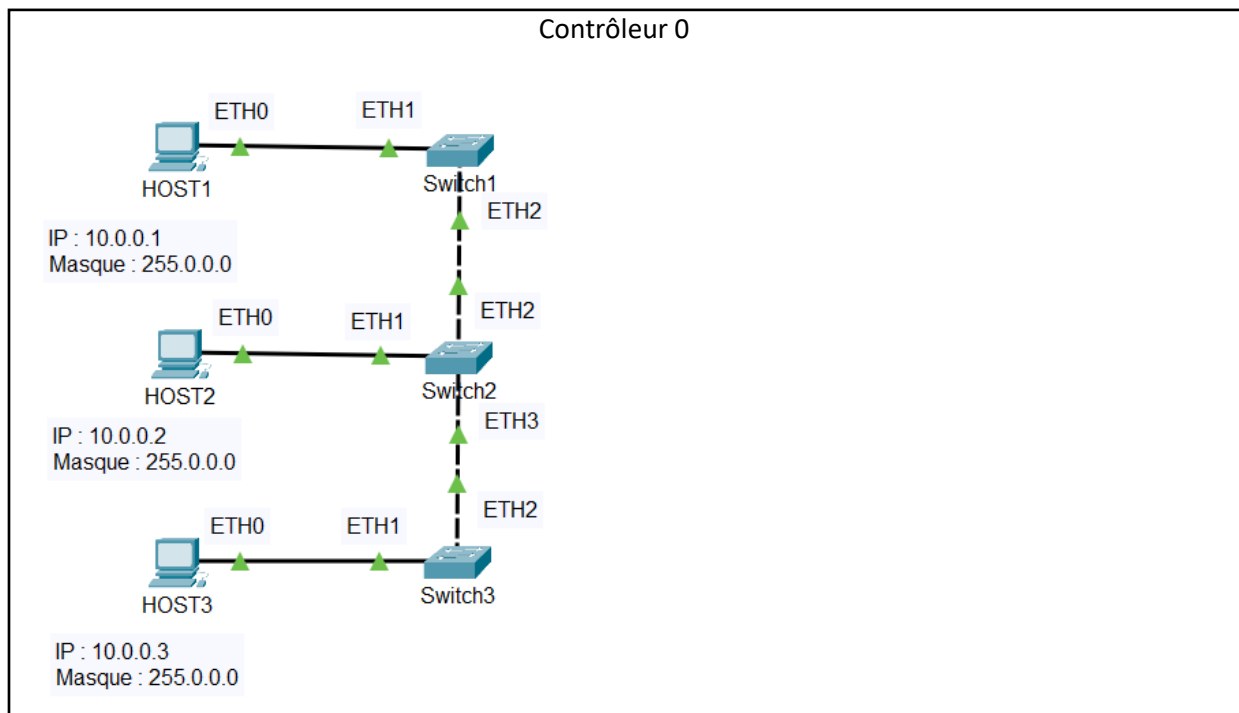 Contrôleur 0
ETH0
ETH1
HOST1
Switch1
ETH2
IP : 10.0.0.1
Masque : 255.0.0.0
ETH2
ETH0
ETH1
HOST2
Switch2
ETH3
IP : 10.0.0.2
Masque : 255.0.0.0
ETH2
ETH0
ETH1
HOST3
Switch3
IP : 10.0.0.3
Masque : 255.0.0.0